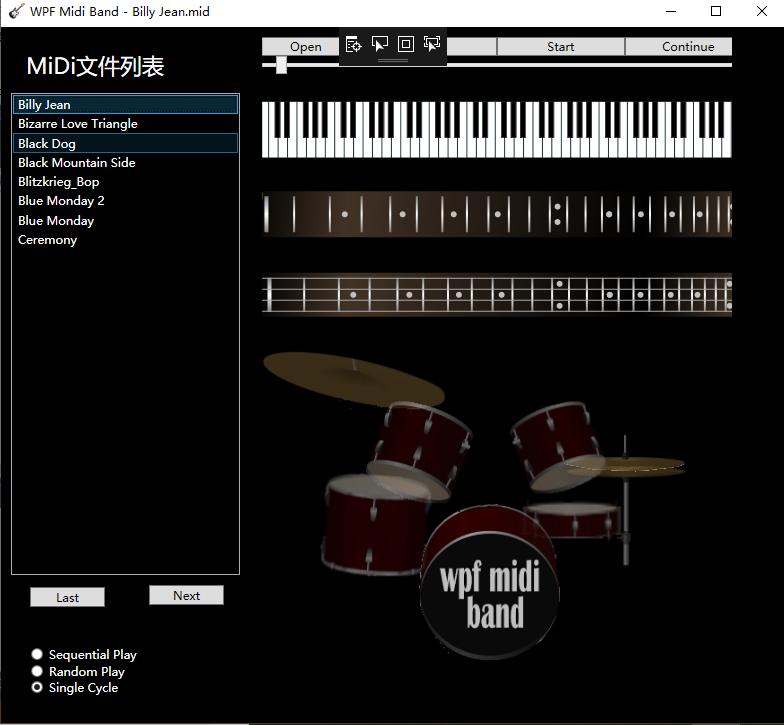 WPF Midi Band - Billy Jean.mid
Open
Start
Continue
MiDi文件列表
Billy Jean
Bizarre Love Triangle
Black Dog
Black Mountain Side
Blitzkrieg_Bop
Blue Monday 2
Blue Monday
Ceremony
wpf midi
band
Last
Next
Sequential Play
Random Play
Single Cycle